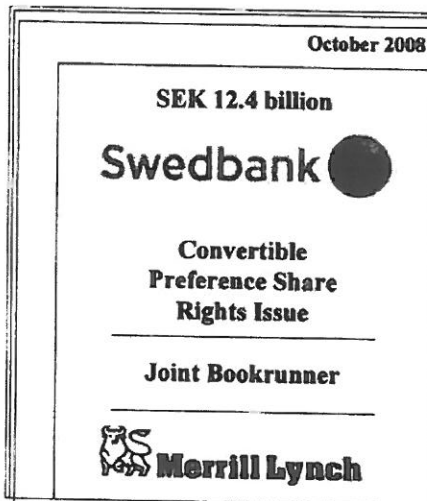 October 2008
SEK 12.4 billion
Swedbank
Convertible
Preference Share
Rights Issue
Joint Bookrunner
Merrill Lynch